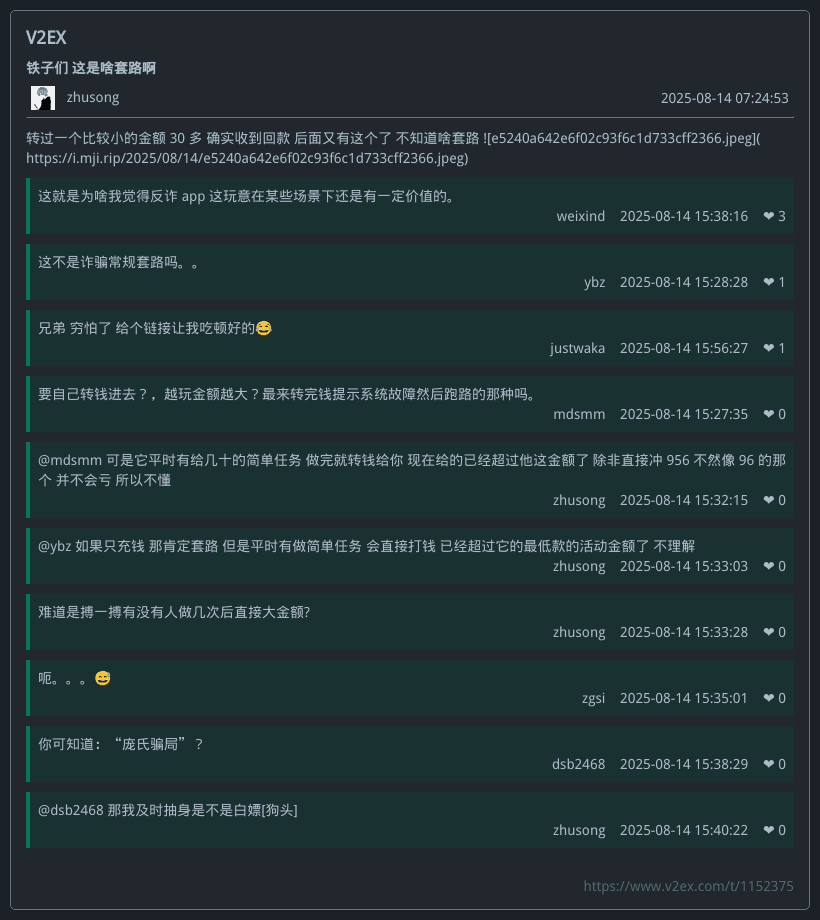 V2EX
铁子们 这是啥套路啊
zhusong
2025-08-14 07:24:53
转过一个比较小的金额 30 多 确实收到回款 后面又有这个了 不知道啥套路 ![e5240a642e6f02c93f6c1d733cff2366.jpeg](
https://i.mji.rip/2025/08/14/e5240a642e6f02c93f6c1d733cff2366.jpeg)
这就是为啥我觉得反诈 app 这玩意在某些场景下还是有一定价值的。
weixind 2025-08-14 15:38:16 ❤ 3
这不是诈骗常规套路吗。。
ybz 2025-08-14 15:28:28 ❤ 1
兄弟 穷怕了 给个链接让我吃顿好的😂
justwaka 2025-08-14 15:56:27 ❤ 1
要自己转钱进去？，越玩金额越大？最来转完钱提示系统故障然后跑路的那种吗。
mdsmm 2025-08-14 15:27:35 ❤ 0
@mdsmm 可是它平时有给几十的简单任务 做完就转钱给你 现在给的已经超过他这金额了 除非直接冲 956 不然像 96 的那
个 并不会亏 所以不懂
zhusong 2025-08-14 15:32:15 ❤ 0
@ybz 如果只充钱 那肯定套路 但是平时有做简单任务 会直接打钱 已经超过它的最低款的活动金额了 不理解
zhusong 2025-08-14 15:33:03 ❤ 0
难道是搏一搏有没有人做几次后直接大金额?
zhusong 2025-08-14 15:33:28 ❤ 0
呃。。。😅
zgsi 2025-08-14 15:35:01 ❤ 0
你可知道：“庞氏骗局”？
dsb2468 2025-08-14 15:38:29 ❤ 0
@dsb2468 那我及时抽身是不是白嫖[狗头]
zhusong 2025-08-14 15:40:22 ❤ 0
https://www.v2ex.com/t/1152375